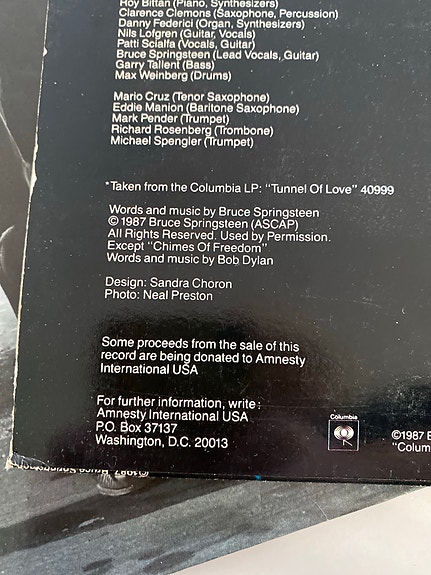 Roy Bittan (Piano, Synthesizers)
Clarence Clemons (Saxophone, Percussion)
Danny Federici (Organ, Synthesizers)
Nils Lofgren (Guitar, Vocals)
Patti Scialfa (Vocals, Guitar)
Bruce Springsteen (Lead Vocals, Guitar)
Garry Tallent (Bass)
Max Weinberg (Drums)
Mario Cruz (Tenor Saxophone)
Eddie Manion (Baritone Saxophone)
Mark Pender (Trumpet)
Richard Rosenberg (Trombone)
Michael Spengler (Trumpet)
*Taken from the Columbia LP: "Tunnel Of Love" 40999
Words and music by Bruce Springsteen
© 1987 Bruce Springsteen (ASCAP)
All Rights Reserved. Used by Permission.
Except "Chimes Of Freedom"
Words and music by Bob Dylan
Design: Sandra Choron
Photo: Neal Preston
Some proceeds from the sale of this
record are being donated to Amnesty
International USA
For further information, write:
Amnesty International USA
P.O. Box 37137
Washington, D.C. 20013
Columbia
©1987 B
"Colum